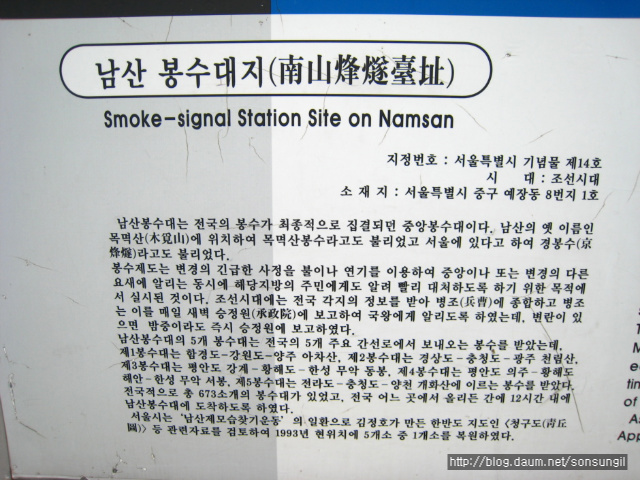 남산 봉수대지(南山烽燧臺址)
Smoke-signal Station Site on Namsan
지정번호 : 서울특별시 기념물 제14호
시 대 : 조선시대
소 재 지 : 서울특별시 중구 예장동 8번지 1호
남산봉수대는 전국의 봉수가 최종적으로 집결되던 중앙봉수대이다. 남산의 옛 이름인
목멱산(木覓山)에 위치하여 목멱산봉수라고도 불리었고 서울에 있다고 하여 경봉수(京
烽燧)라고도 불리었다.
봉수제도는 변경의 긴급한 사정을 불이나 연기를 이용하여 중앙이나 또는 변경의 다른
요새에 알리는 동시에 해당지방의 주민에게도 알려 빨리 대처하도록 하기 위한 목적에
서 실시된 것이다. 조선시대에는 전국 각지의 정보를 받아 병조(兵曹)에 종합하고 병조
는 이를 매일 새벽 승정원(承政院)에 보고하여 국왕에게 알리도록 하였는데, 변란이 있
으면 밤중이라도 즉시 승정원에 보고하였다.
남산봉수대의 5개 봉수대는 전국의 5개 주요 간선로에서 보내오는 봉수를 받았는데,
제1봉수대는 함경도-강원도-양주 아차산, 제2봉수대는 경상도-충청도-광주 천림산,
제3봉수대는 평안도 강계-황해도-한성 무악 동봉, 제4봉수대는 평안도 의주-황해도
해안-한성 무악 서봉, 제5봉수대는 전라도-충청도-양천 개화산에 이르는 봉수를 받았다.
전국적으로 총 673소개의 봉수대가 있었고, 전국 어느 곳에서 올리든 간에 12시간 내에
남산봉수대에 도착하도록 하였다.
서울시는 '남산제모습찾기운동'의 일환으로 김정호가 만든 한반도 지도인 〈청구도(靑丘
圖)〉 등 관련자료를 검토하여 1993년 현위치에 5개소 중 1개소를 복원하였다.
http://blog.daum.net/sonsungil